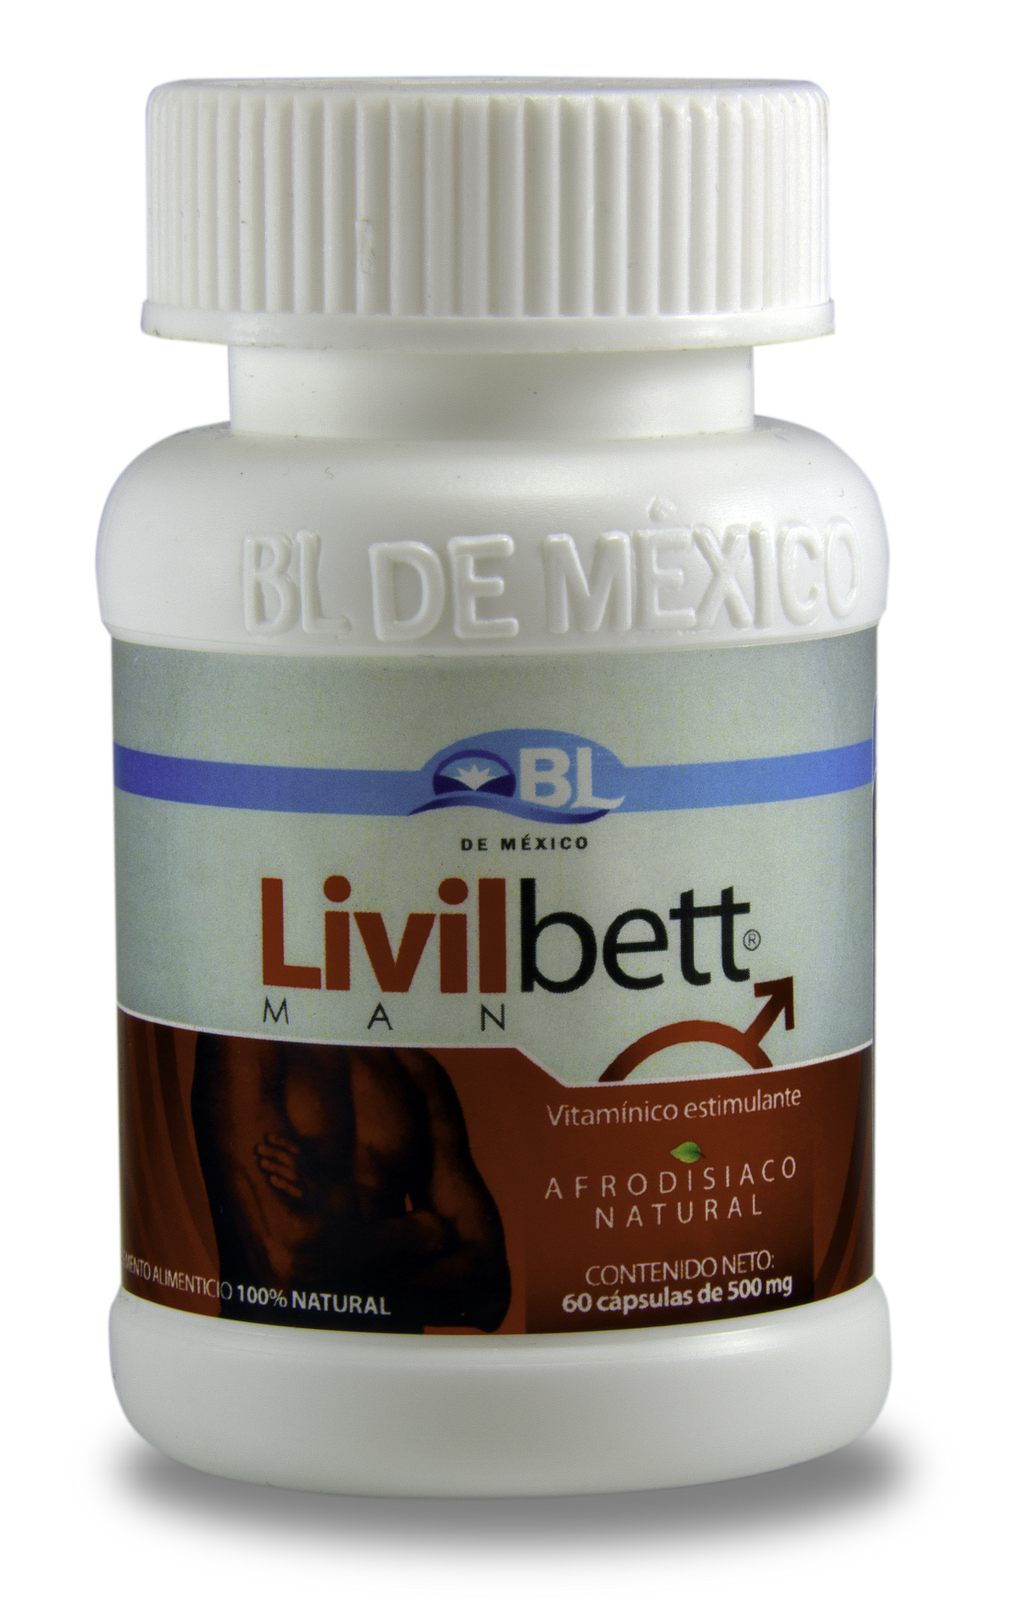 BL DE MÉXICO
BL
DE MÉXICO
Livilbett®
MAN
Vitamínico estimulante
AFRODISIACO
NATURAL
CONTENIDO NETO:
60 cápsulas de 500 mg
ALIMENTICIO 100% NATURAL